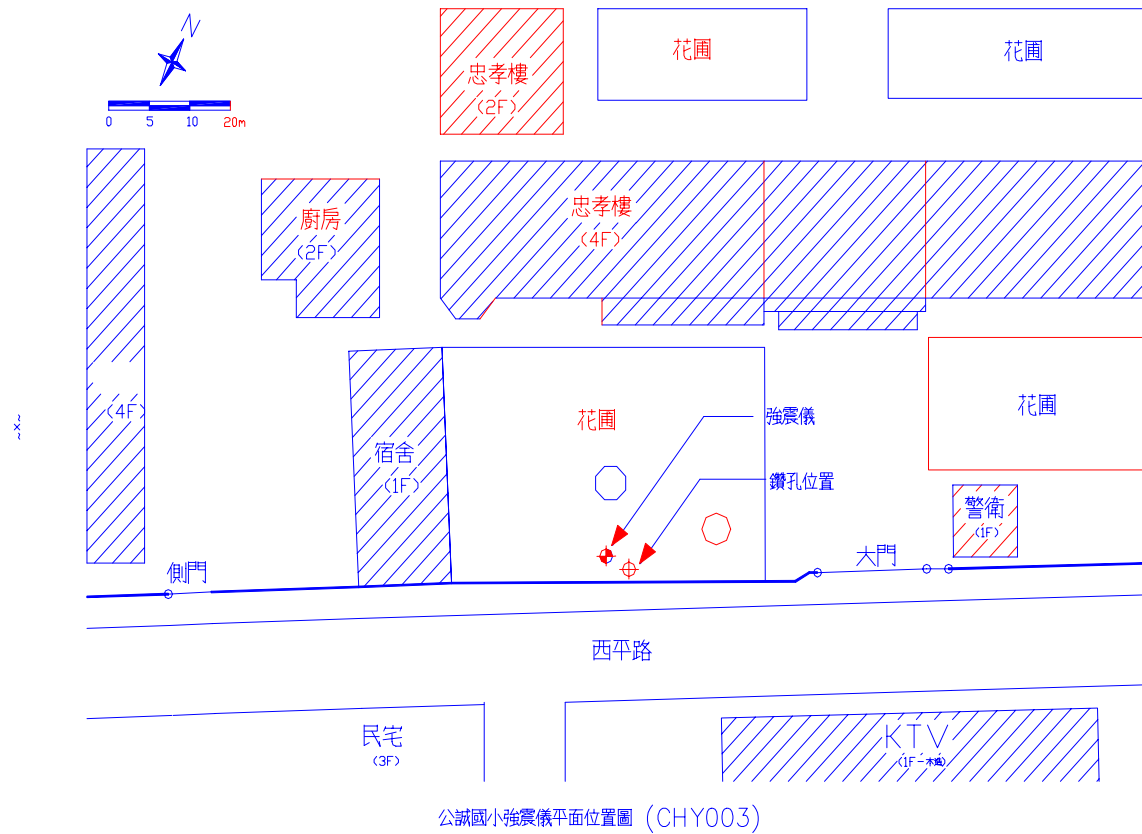 N
忠孝樓
(2F)
花圃
花圃
0 5 10 20m
廚房
(2F)
忠孝樓
(4F)
(4F)
花圃
強震儀
花圃
宿舍
(1F)
鑽孔位置
警衛
(1F)
大門
側門
西平路
民宅
(3F)
KTV
(1F-木造)
公誠國小強震儀平面位置圖 (CHY003)